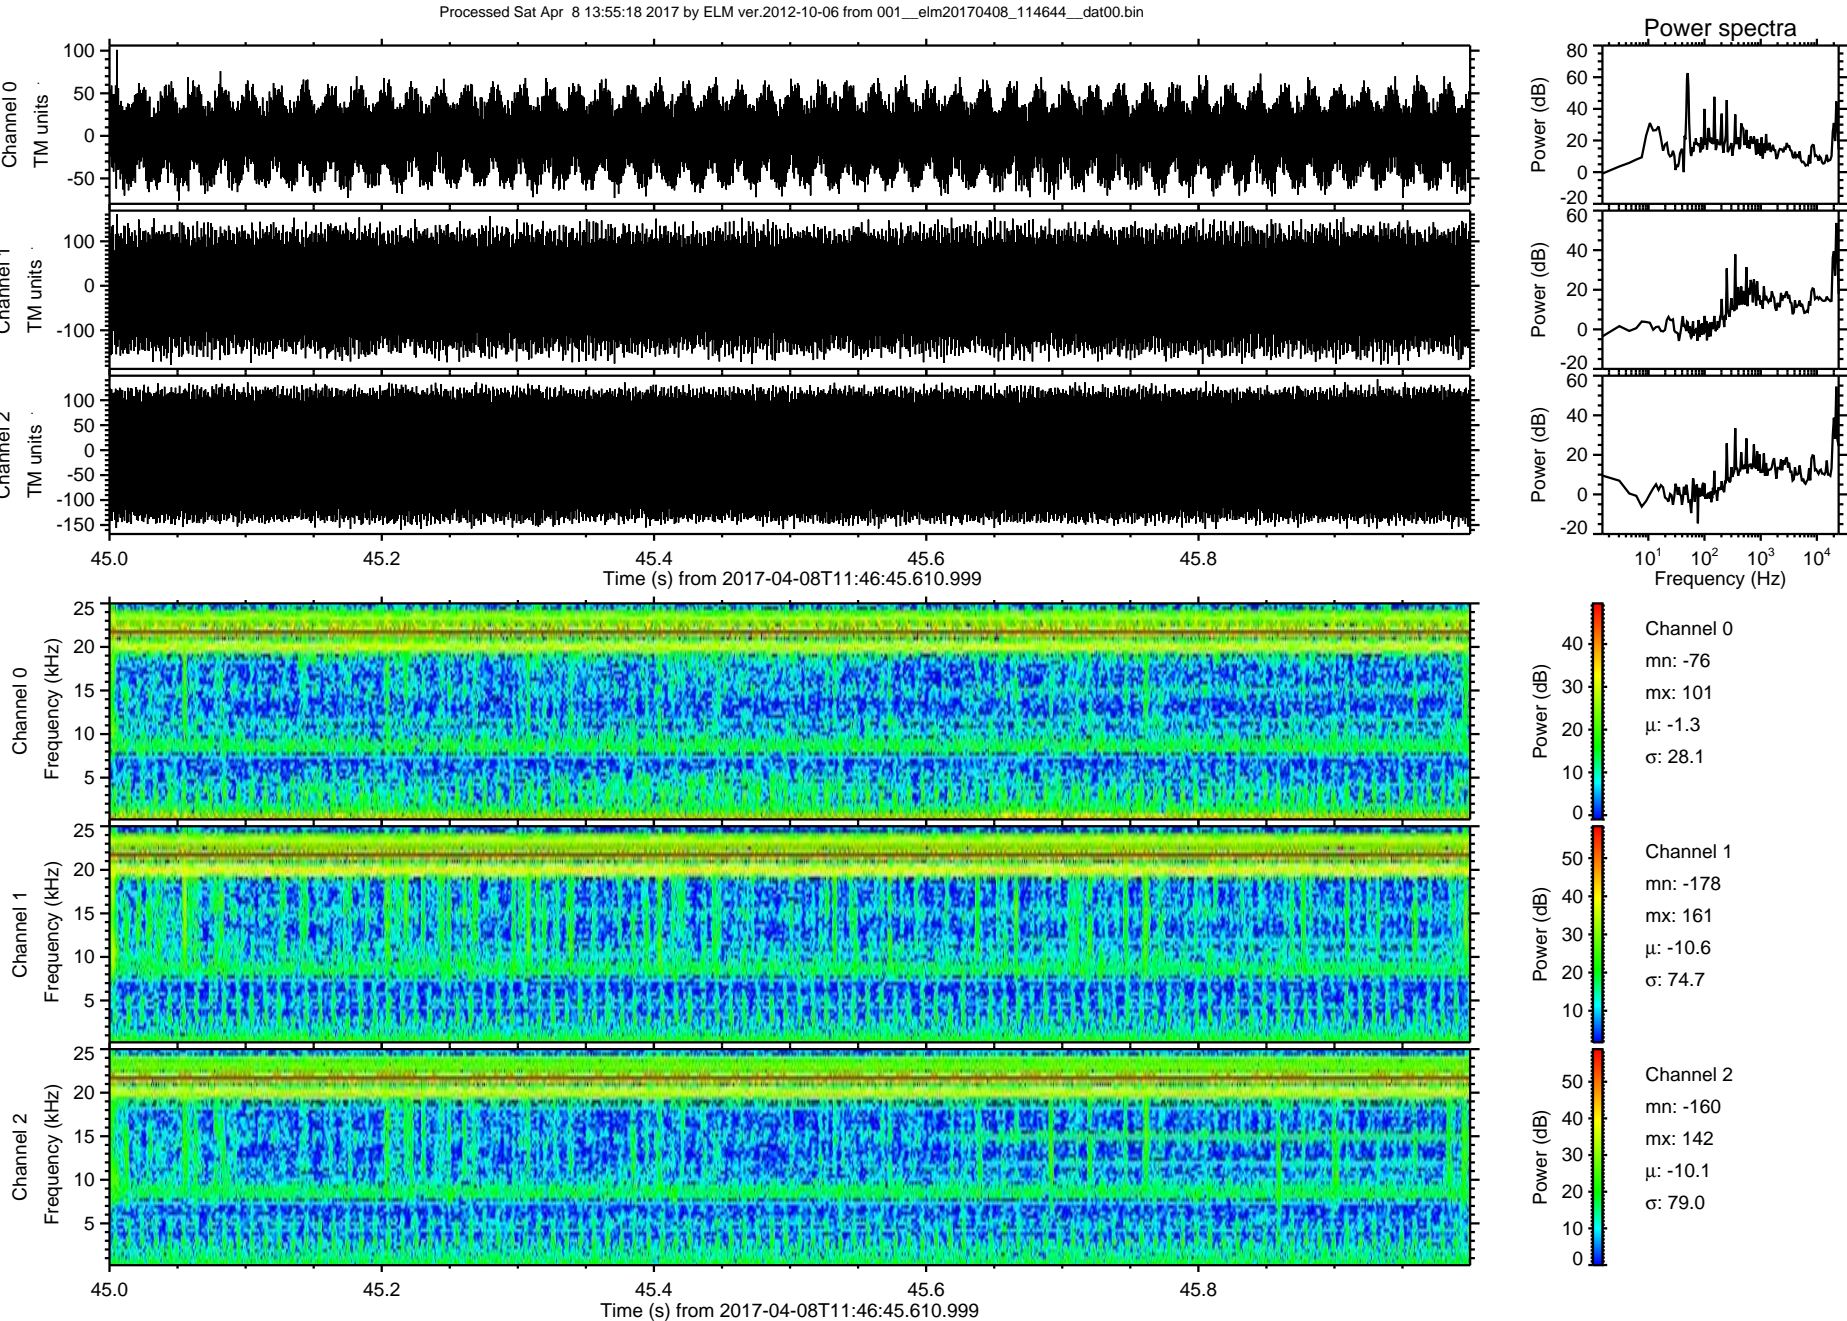 Processed Sat Apr 8 13:55:18 2017 by ELM ver.2012-10-06 from 001__elm20170408_114644__dat00.bin
Power spectra
Channel 0
TM units
100
50
0
-50
Power (dB)
80
60
40
20
0
-20
Channel 1
TM units
100
0
-100
Power (dB)
60
40
20
0
-20
Channel 2
TM units
100
50
0
-50
-100
-150
Power (dB)
60
40
20
0
-20
45.0 45.2 45.4 45.6 45.8
Time (s) from 2017-04-08T11:46:45.610.999
10^1 10^2 10^3 10^4
Frequency (Hz)
Channel 0
Frequency (kHz)
25
20
15
10
5
Power (dB)
40
30
20
10
0
Channel 0
mn: -76
mx: 101
μ: -1.3
σ: 28.1
Channel 1
Frequency (kHz)
25
20
15
10
5
Power (dB)
50
40
30
20
10
Channel 1
mn: -178
mx: 161
μ: -10.6
σ: 74.7
Channel 2
Frequency (kHz)
25
20
15
10
5
Power (dB)
50
40
30
20
10
0
Channel 2
mn: -160
mx: 142
μ: -10.1
σ: 79.0
45.0 45.2 45.4 45.6 45.8
Time (s) from 2017-04-08T11:46:45.610.999